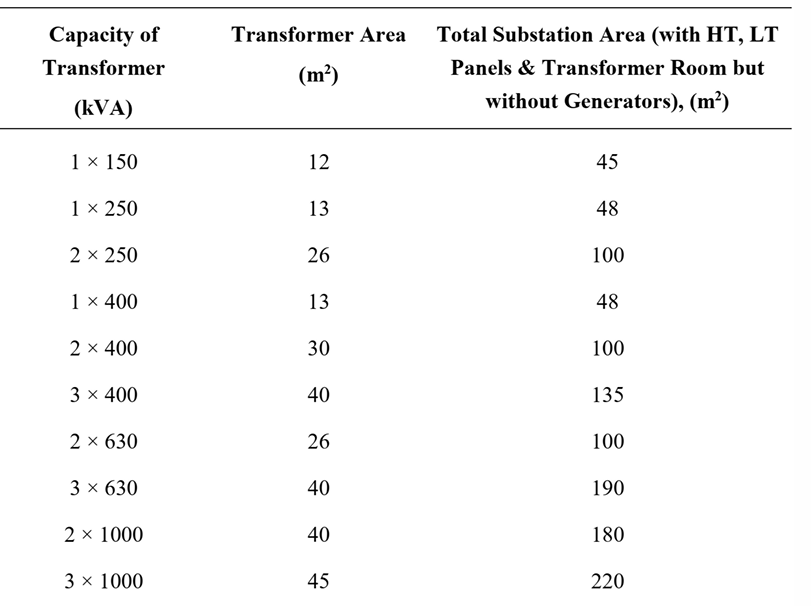 Capacity of Transformer Area Total Substation Area (with HT, LT
Transformer (m²) Panels & Transformer Room but
(kVA) without Generators), (m²)
1 × 150 12 45
1 × 250 13 48
2 × 250 26 100
1 × 400 13 48
2 × 400 30 100
3 × 400 40 135
2 × 630 26 100
3 × 630 40 190
2 × 1000 40 180
3 × 1000 45 220